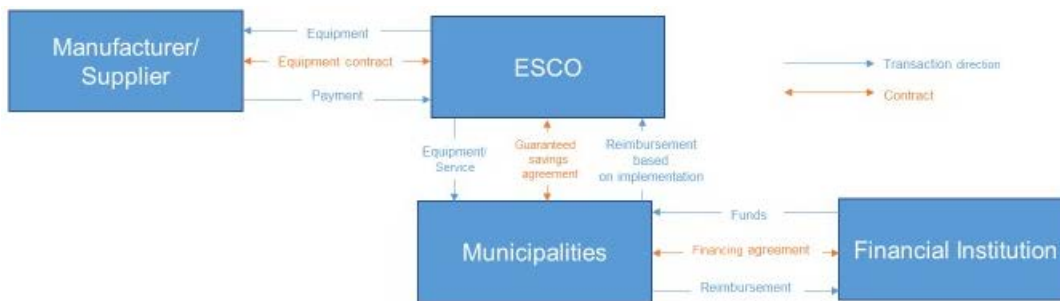 Manufacturer/
Supplier
Equipment
Equipment contract
Payment
ESCO
Transaction direction
Contract
Equipment/
Service
Guaranteed
savings
agreement
Reimbursement
based
on implementation
Municipalities
Funds
Financing agreement
Reimbursement
Financial Institution